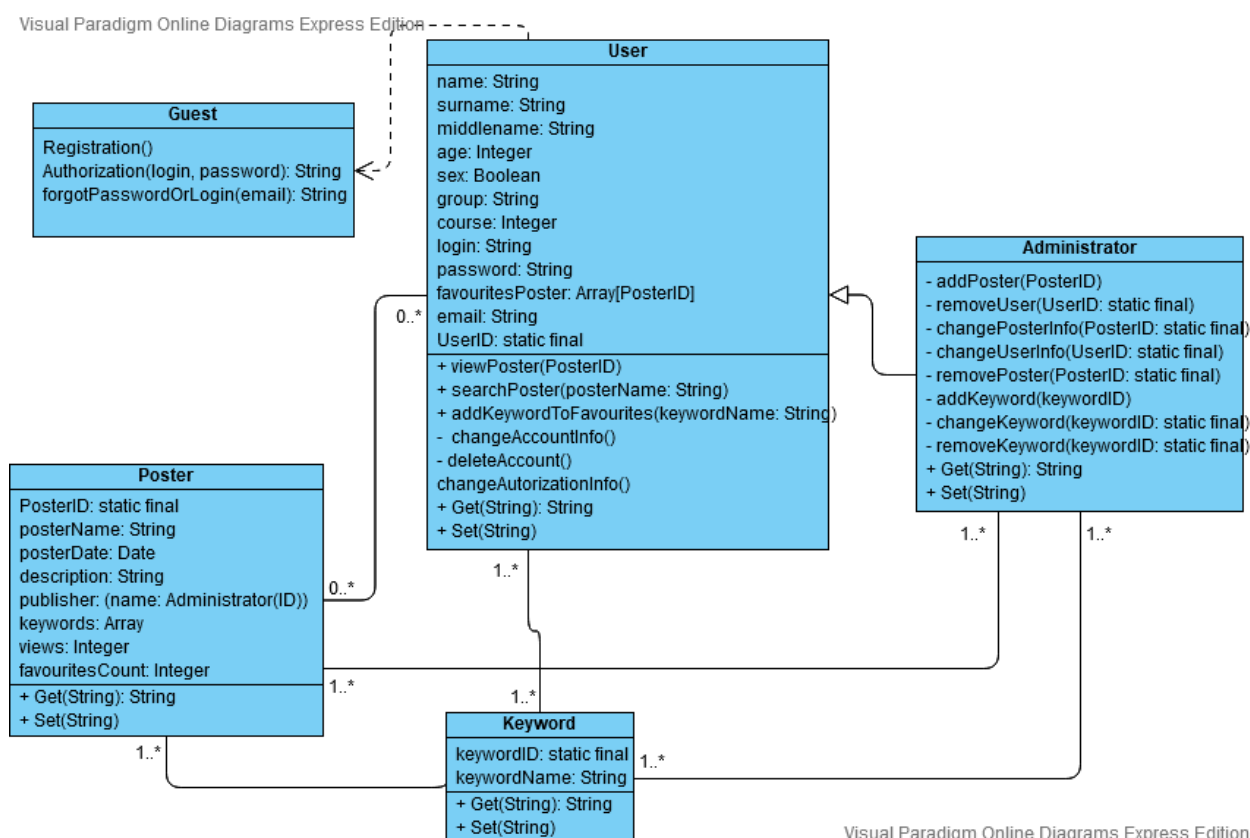 Visual Paradigm Online Diagrams Express Edition
User
name: String
surname: String
middlename: String
age: Integer
sex: Boolean
group: String
course: Integer
login: String
password: String
favouritesPoster: Array[PosterID]
email: String
UserID: static final
+ viewPoster(PosterID)
+ searchPoster(posterName: String)
+ addKeywordToFavourites(keywordName: String)
- changeAccountInfo()
- deleteAccount()
changeAutorizationInfo()
+ Get(String): String
+ Set(String)
Guest
Registration()
Authorization(login, password): String
forgotPasswordOrLogin(email): String
Administrator
- addPoster(PosterID)
- removeUser(UserID: static final)
- changePosterInfo(PosterID: static final)
- changeUserInfo(UserID: static final)
- removePoster(PosterID: static final)
- addKeyword(keywordID)
- changeKeyword(keywordID: static final)
- removeKeyword(keywordID: static final)
+ Get(String): String
+ Set(String)
0..*
Poster
PosterID: static final
posterName: String
posterDate: Date
description: String
publisher: (name: Administrator(ID))
keywords: Array
views: Integer
favouritesCount: Integer
+ Get(String): String
+ Set(String)
0..*
1..*
1..*
1..*
1..*
1..*
1..*
1..*
Keyword
keywordID: static final
keywordName: String
+ Get(String): String
+ Set(String)
Visual Paradigm Online Diagrams Express Edition